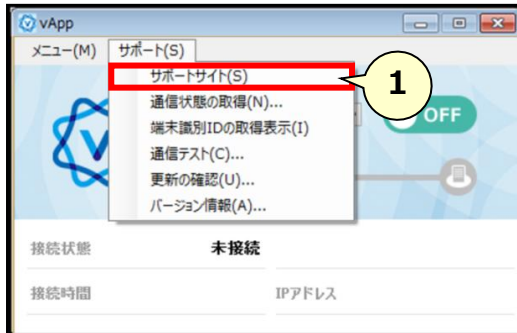 vApp
メニュー(M) サポート(S)
サポートサイト(S)
通信状態の取得(N)...
端末識別IDの取得表示(I)
通信テスト(C)...
更新の確認(U)...
バージョン情報(A)...
1
OFF
接続状態 未接続
接続時間 IPアドレス